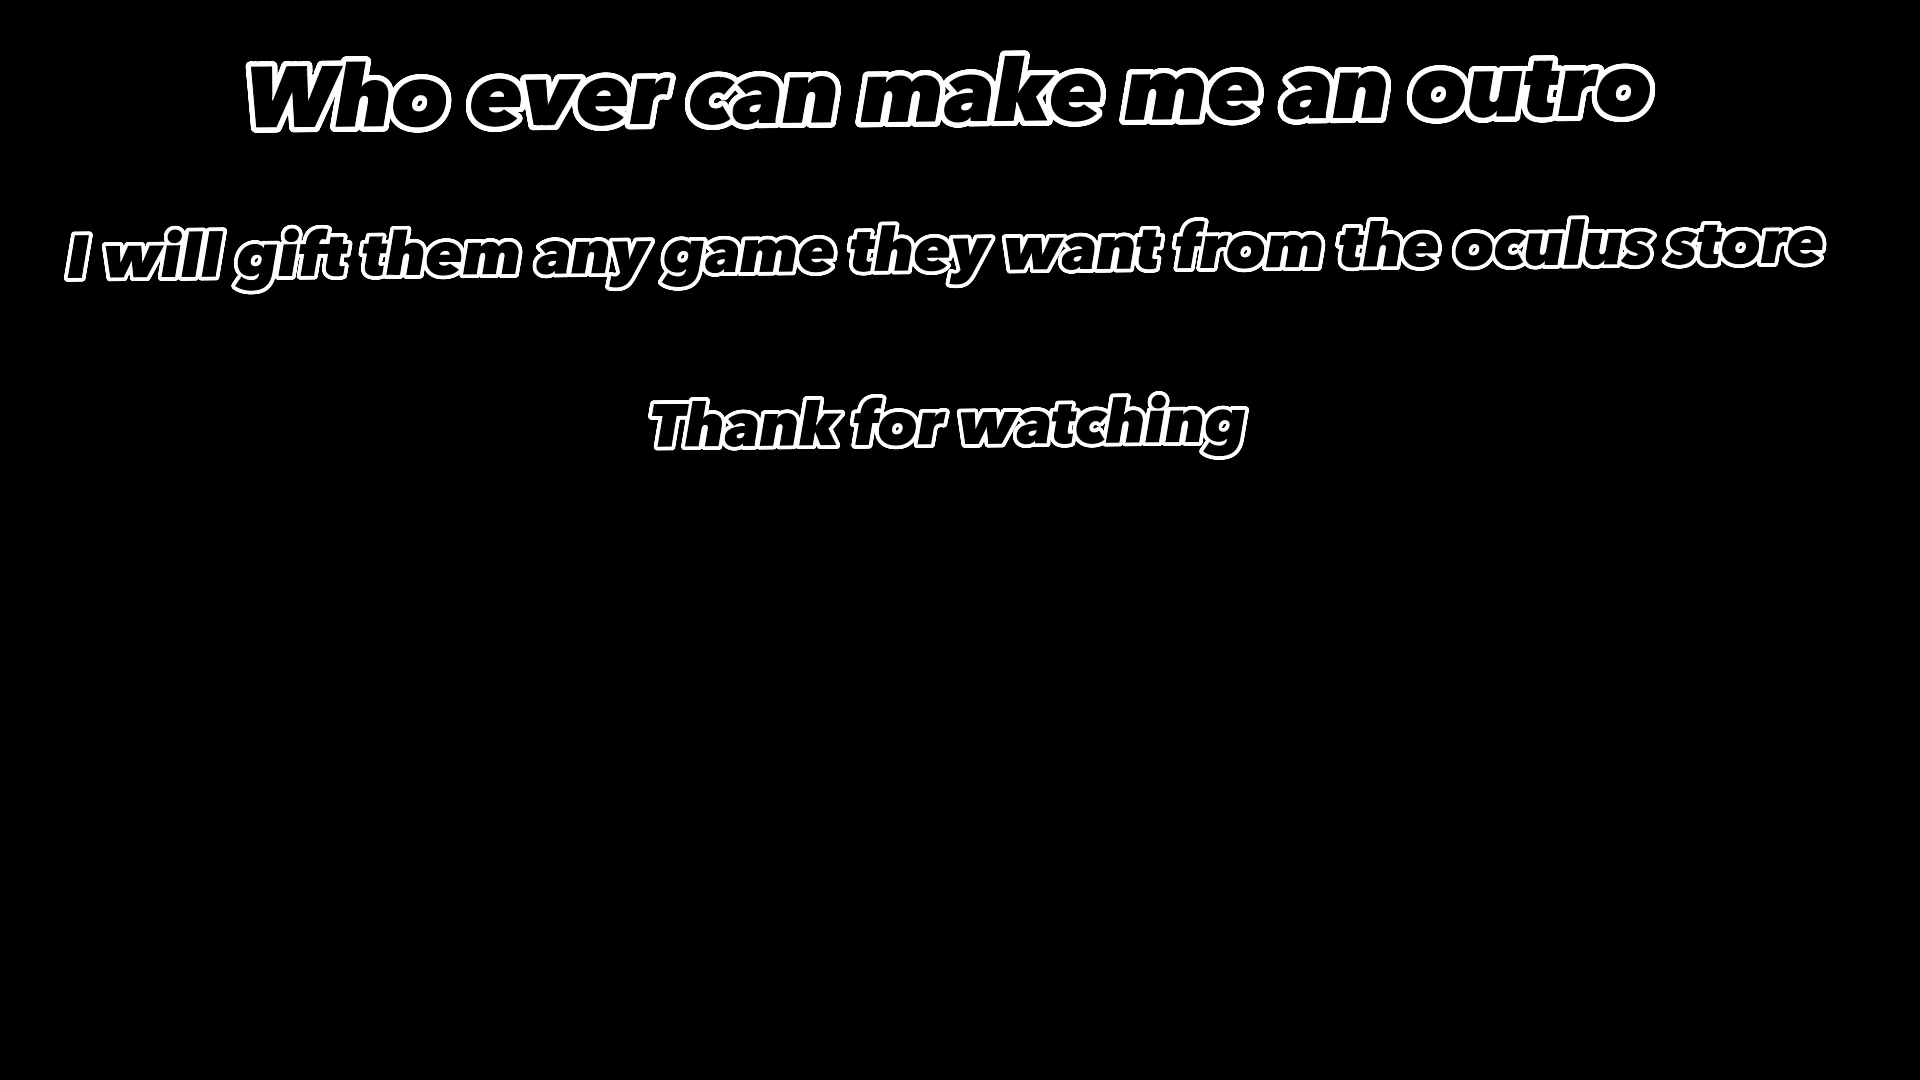 Who ever can make me an outro
I will gift them any game they want from the oculus store
Thank for watching